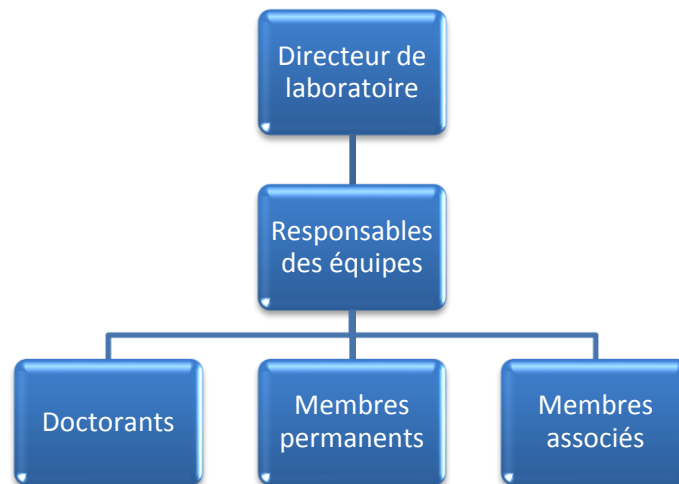 Directeur de
laboratoire
Responsables
des équipes
Doctorants
Membres
permanents
Membres
associés